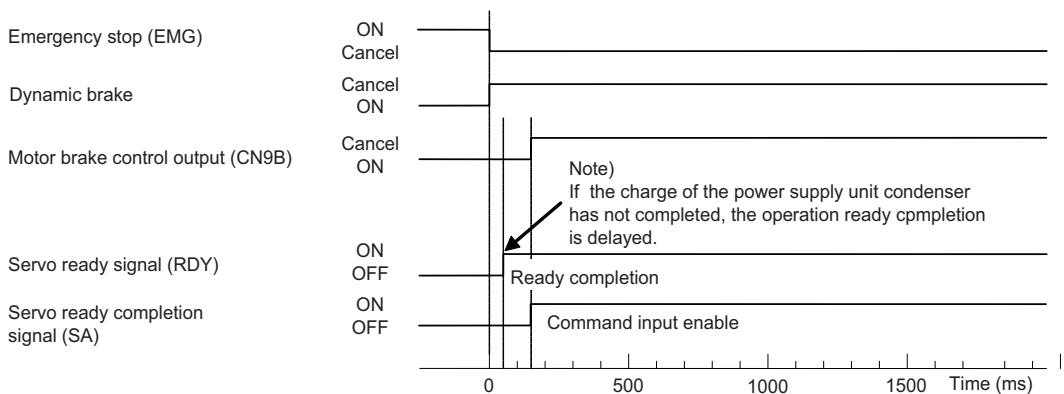 Emergency stop (EMG)
ON
Cancel
Dynamic brake
Cancel
ON
Motor brake control output (CN9B)
Cancel
ON
Note)
If the charge of the power supply unit condenser
has not completed, the operation ready cpmpletion
is delayed.
Servo ready signal (RDY)
ON
OFF
Ready completion
Servo ready completion
signal (SA)
ON
OFF
Command input enable
0 500 1000 1500 Time (ms)